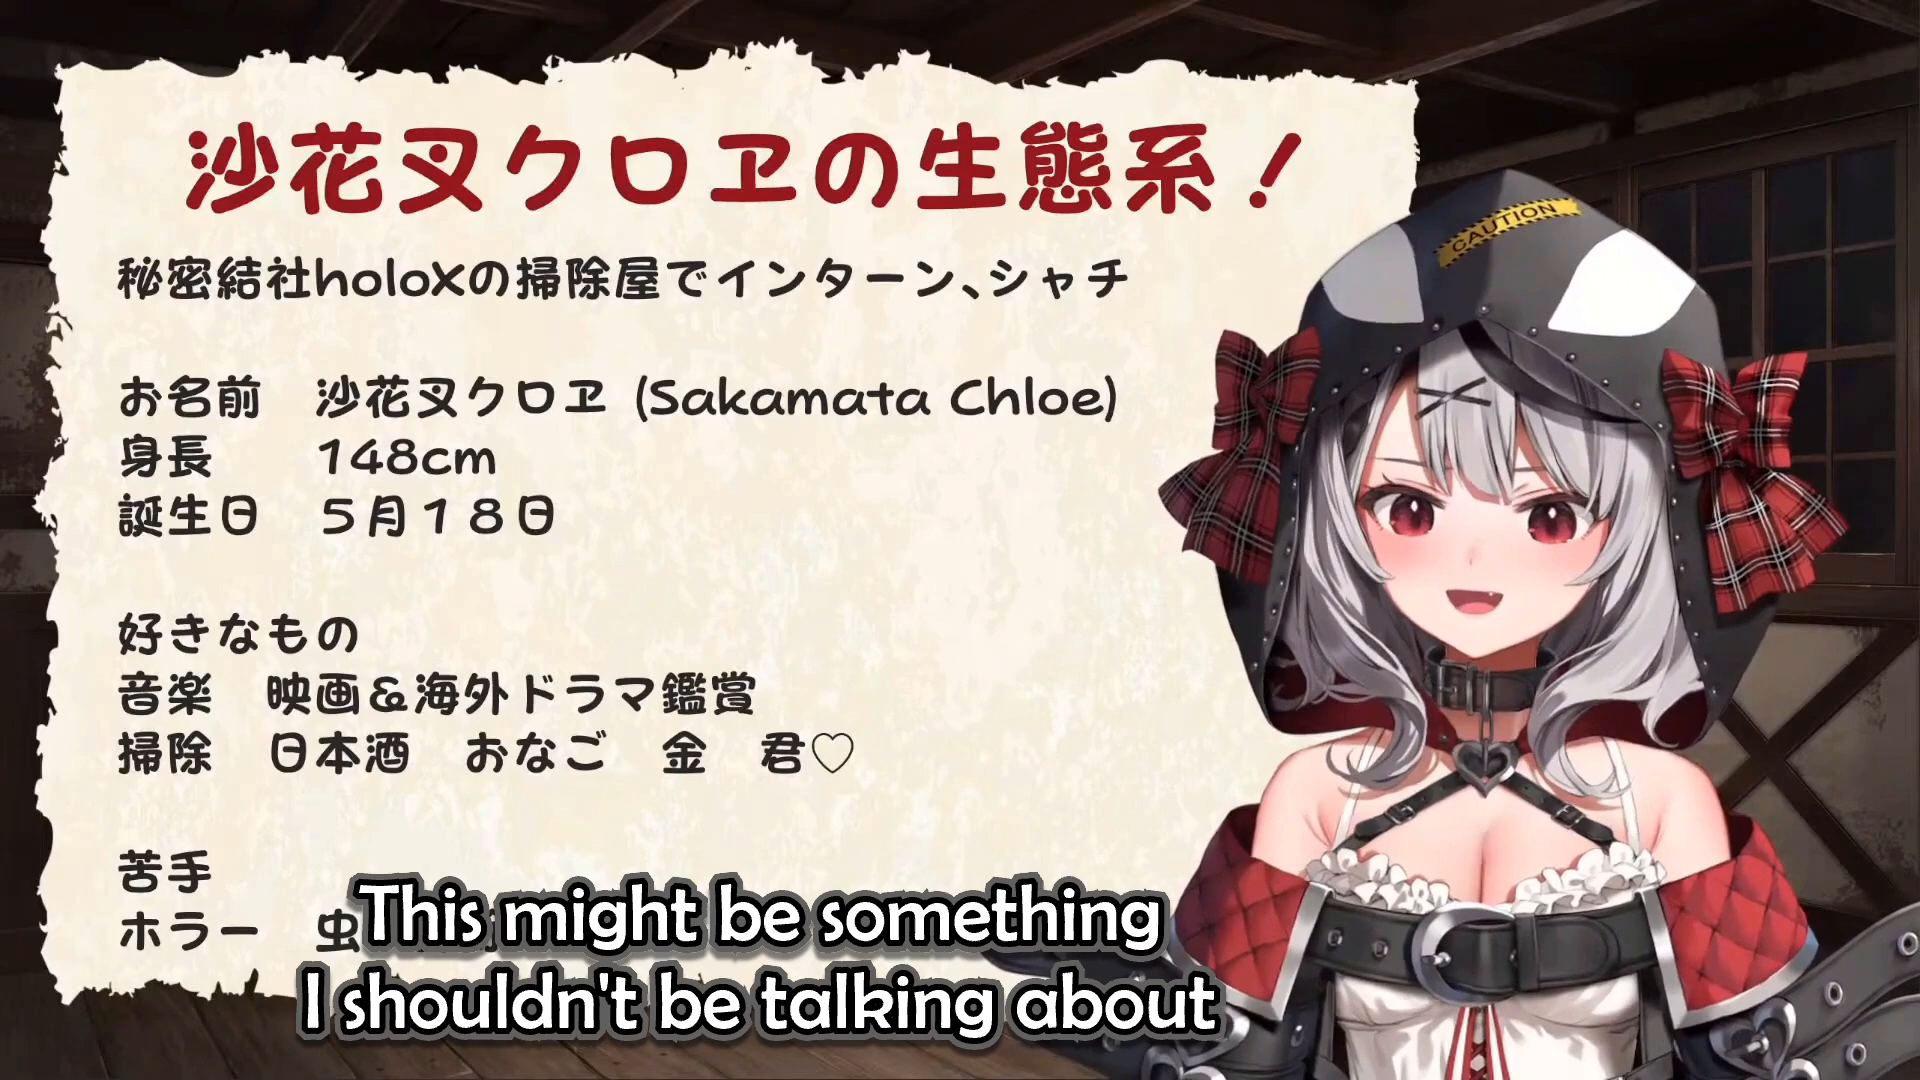 沙花叉クロヱの生態系！
CAUTION
秘密結社holoXの掃除屋でインターン、シャチ
お名前　沙花叉クロヱ (Sakamata Chloe)
身長　148cm
誕生日　５月１８日
好きなもの
音楽　映画＆海外ドラマ鑑賞
掃除　日本酒　おなご　金　君♡
苦手
ホラー　虫
This might be something
I shouldn't be talking about